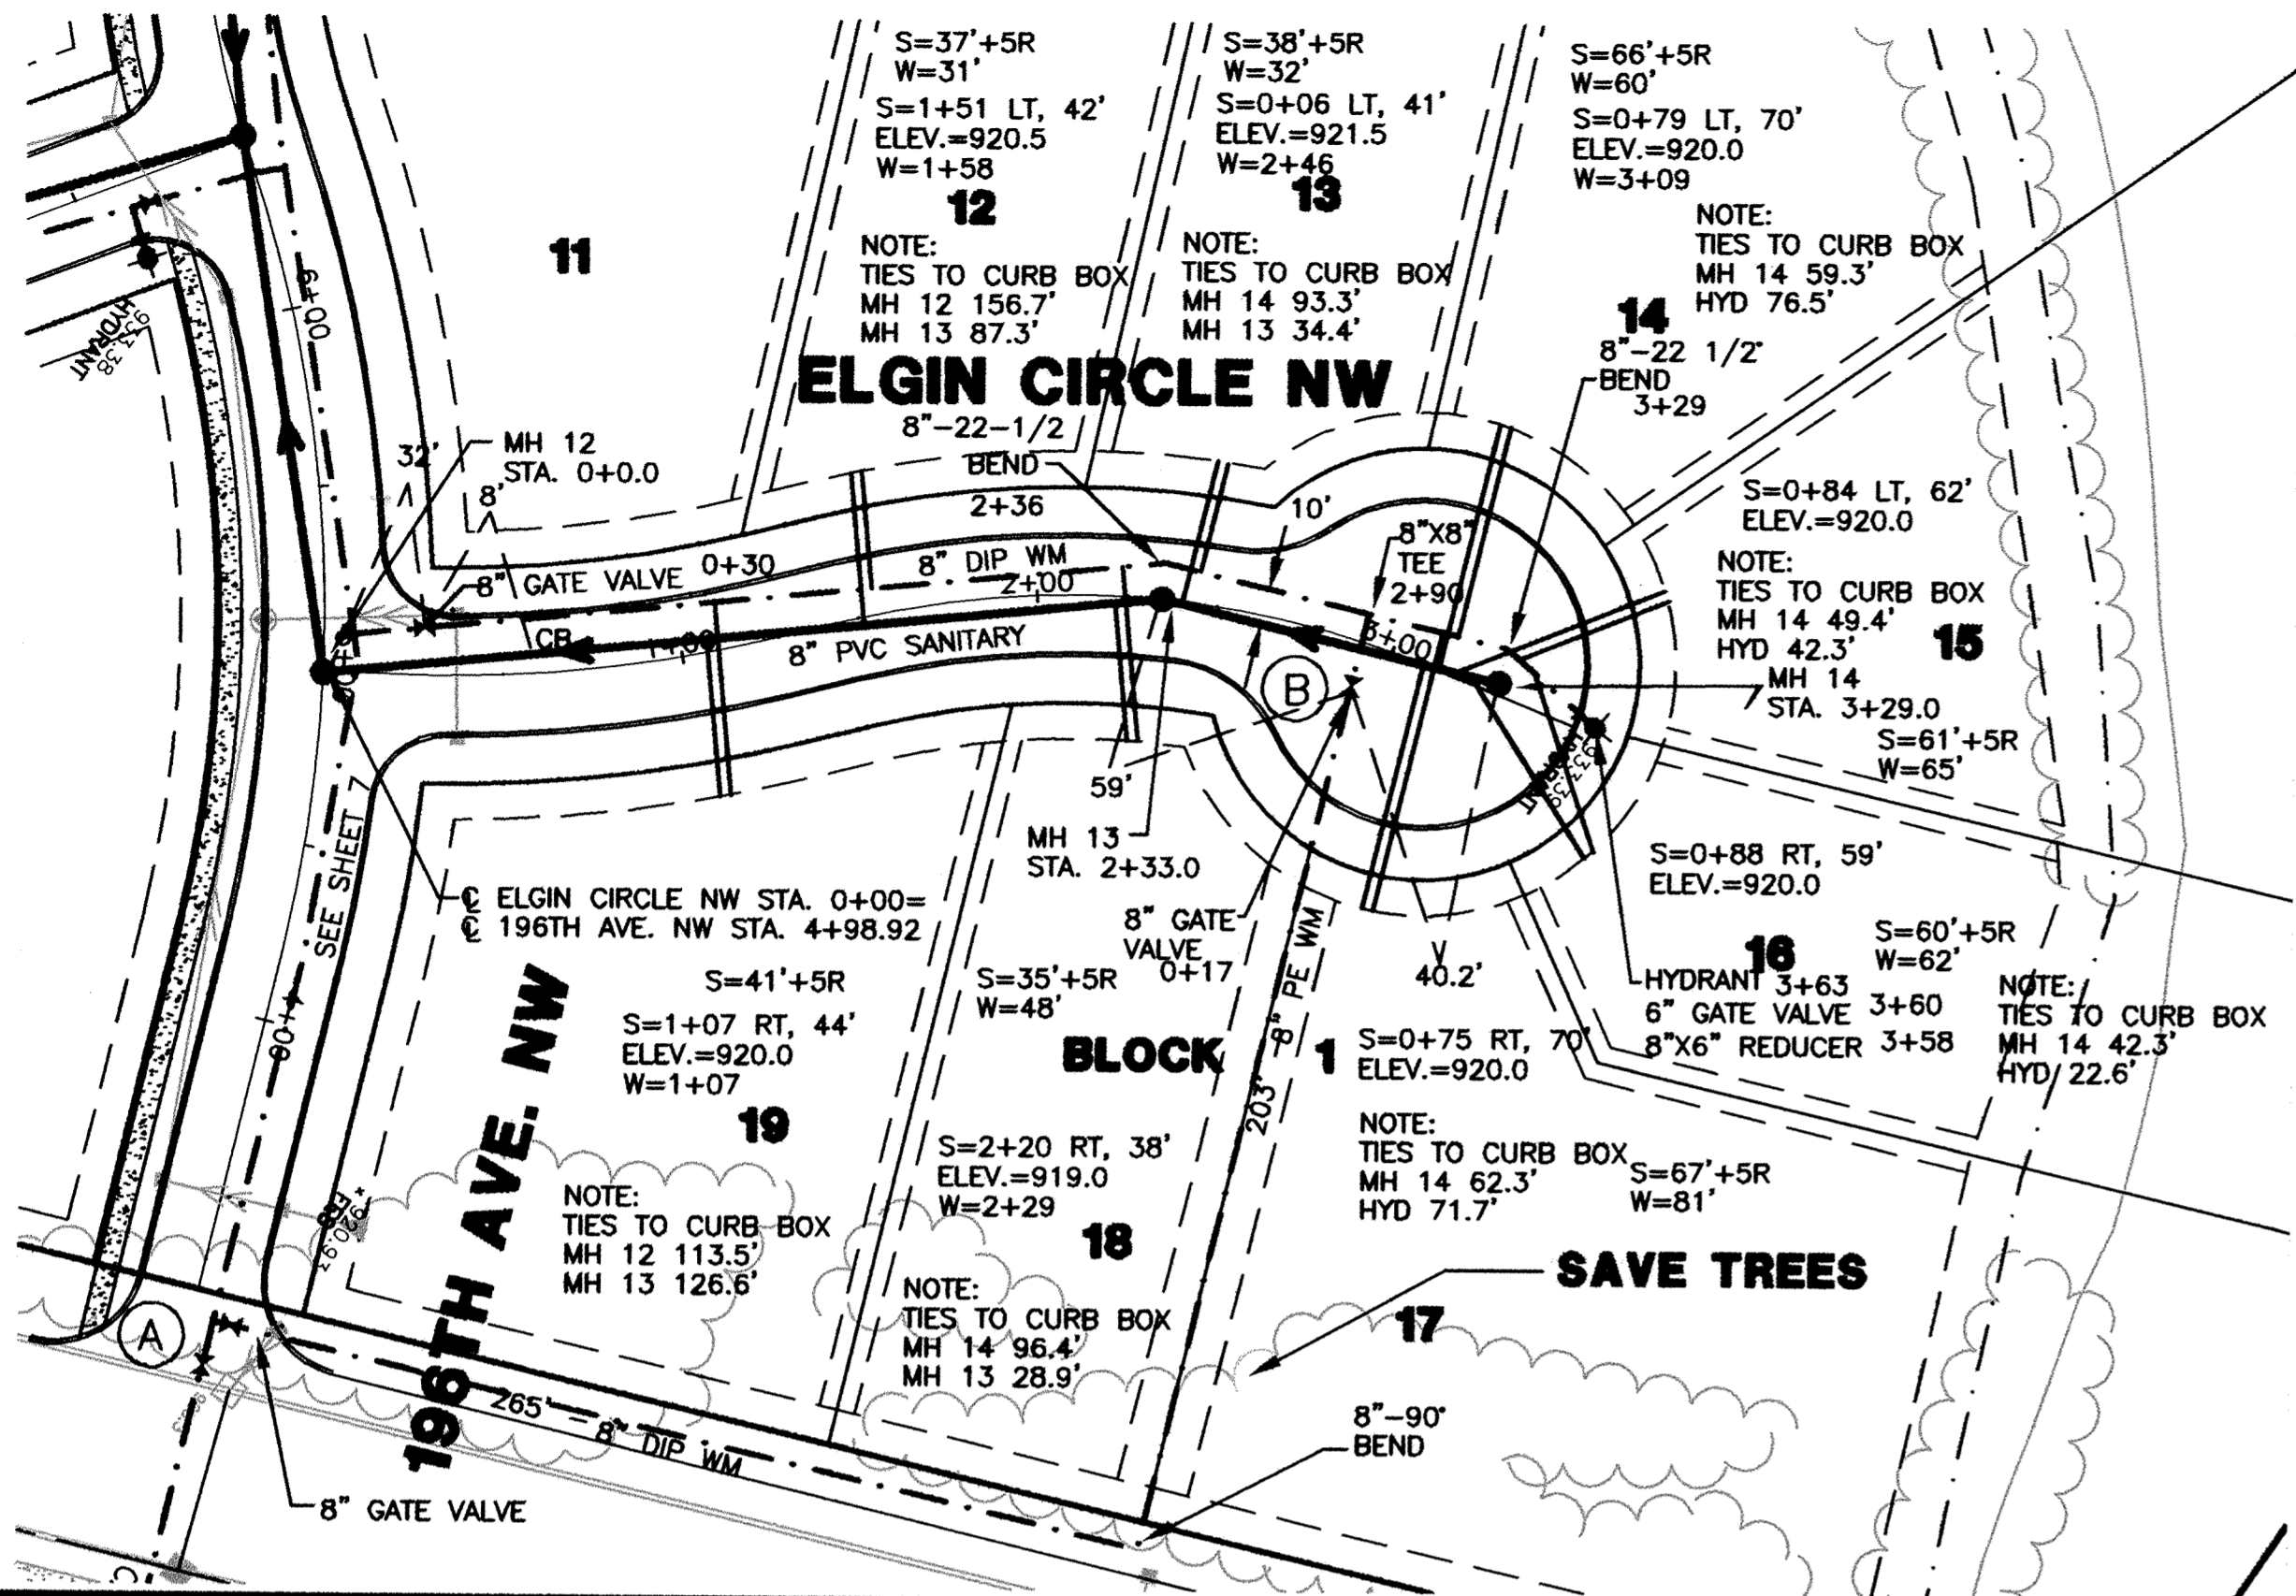 S=37'+5R
W=31'
S=1+51 LT, 42'
ELEV.=920.5
W=1+58
12
NOTE:
TIES TO CURB BOX
MH 12 156.7'
MH 13 87.3'
S=38'+5R
W=32'
S=0+06 LT, 41'
ELEV.=921.5
W=2+46
13
NOTE:
TIES TO CURB BOX
MH 14 93.3'
MH 13 34.4'
S=66'+5R
W=60'
S=0+79 LT, 70'
ELEV.=920.0
W=3+09
NOTE:
TIES TO CURB BOX
MH 14 59.3'
HYD 76.5'
14
8"-22 1/2°
BEND
3+29
11
6+00
HYDRANT
933.38
ELGIN CIRCLE NW
8"-22-1/2
BEND
2+36
32'
MH 12
STA. 0+0.0
8'
10'
8"X8"
TEE
2+90
8" GATE VALVE 0+30
8" DIP WM
2+00
CB
1+00
8" PVC SANITARY
3+00
B
S=0+84 LT, 62'
ELEV.=920.0
NOTE:
TIES TO CURB BOX
MH 14 49.4'
HYD 42.3'
15
MH 14
STA. 3+29.0
S=61'+5R
W=65'
59'
MH 13
STA. 2+33.0
SEE SHEET 7
℄ ELGIN CIRCLE NW STA. 0+00=
℄ 196TH AVE. NW STA. 4+98.92
8" GATE
VALVE
0+17
8" PE WM
203'
40.2'
S=0+88 RT, 59'
ELEV.=920.0
16
S=60'+5R
W=62'
HYDRANT 3+63
6" GATE VALVE 3+60
8"X6" REDUCER 3+58
NOTE:
TIES TO CURB BOX
MH 14 42.3'
HYD 22.6'
4+00
196TH AVE. NW
S=41'+5R
S=1+07 RT, 44'
ELEV.=920.0
W=1+07
19
NOTE:
TIES TO CURB BOX
MH 12 113.5'
MH 13 126.6'
S=35'+5R
W=48'
BLOCK 1
S=2+20 RT, 38'
ELEV.=919.0
W=2+29
18
NOTE:
TIES TO CURB BOX
MH 14 96.4'
MH 13 28.9'
S=0+75 RT, 70'
ELEV.=920.0
NOTE:
TIES TO CURB BOX
MH 14 62.3'
HYD 71.7'
S=67'+5R
W=81'
SAVE TREES
17
8"-90°
BEND
A
265' - 8" DIP WM
8" GATE VALVE